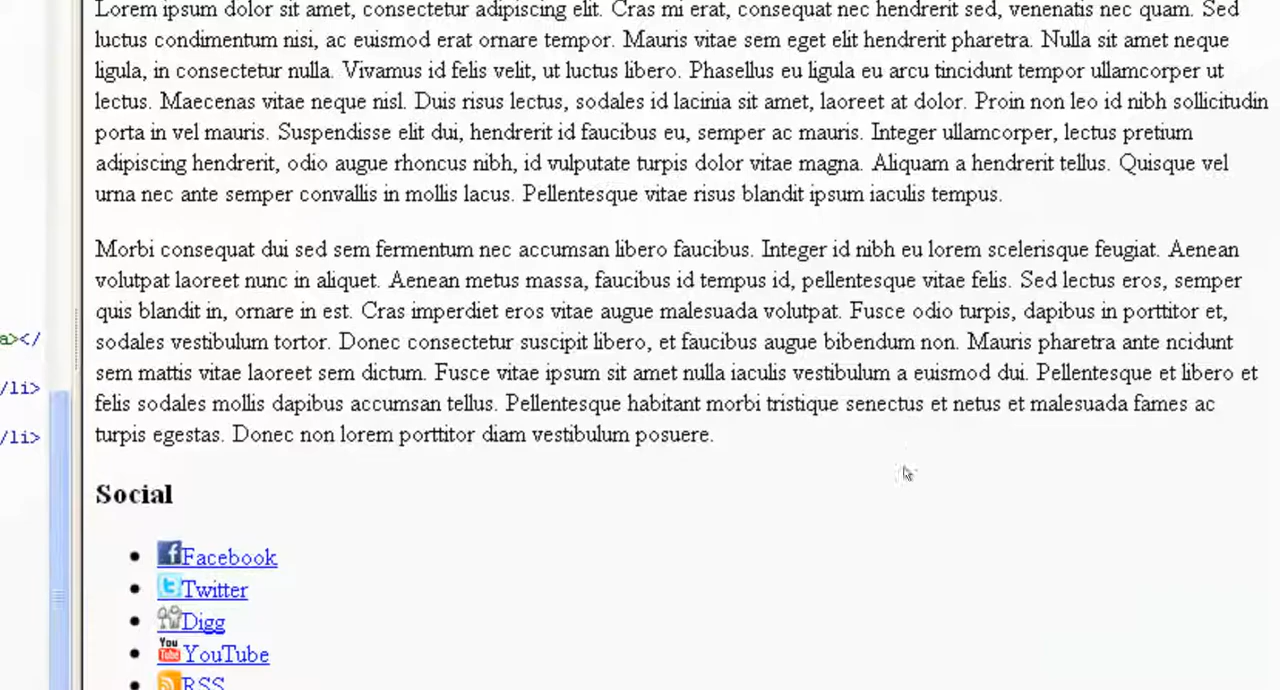 Lorem ipsum dolor sit amet, consectetur adipiscing elit. Cras mi erat, consequat nec hendrerit sed, venenatis nec quam. Sed
luctus condimentum nisi, ac euismod erat ornare tempor. Mauris vitae sem eget elit hendrerit pharetra. Nulla sit amet neque
ligula, in consectetur nulla. Vivamus id felis velit, ut luctus libero. Phasellus eu ligula eu arcu tincidunt tempor ullamcorper ut
lectus. Maecenas vitae neque nisl. Duis risus lectus, sodales id lacinia sit amet, laoreet at dolor. Proin non leo id nibh sollicitudin
porta in vel mauris. Suspendisse elit dui, hendrerit id faucibus eu, semper ac mauris. Integer ullamcorper, lectus pretium
adipiscing hendrerit, odio augue rhoncus nibh, id vulputate turpis dolor vitae magna. Aliquam a hendrerit tellus. Quisque vel
urna nec ante semper convallis in mollis lacus. Pellentesque vitae risus blandit ipsum iaculis tempus.
Morbi consequat dui sed sem fermentum nec accumsan libero faucibus. Integer id nibh eu lorem scelerisque feugiat. Aenean
volutpat laoreet nunc in aliquet. Aenean metus massa, faucibus id tempus id, pellentesque vitae felis. Sed lectus eros, semper
quis blandit in, ornare in est. Cras imperdiet eros vitae augue malesuada volutpat. Fusce odio turpis, dapibus in porttitor et,
sodales vestibulum tortor. Donec consectetur suscipit libero, et faucibus augue bibendum non. Mauris pharetra ante ncidunt
sem mattis vitae laoreet sem dictum. Fusce vitae ipsum sit amet nulla iaculis vestibulum a euismod dui. Pellentesque et libero et
felis sodales mollis dapibus accumsan tellus. Pellentesque habitant morbi tristique senectus et netus et malesuada fames ac
turpis egestas. Donec non lorem porttitor diam vestibulum posuere.
a></
/li>
/li>
Social
Facebook
Twitter
Digg
You Tube YouTube
RSS